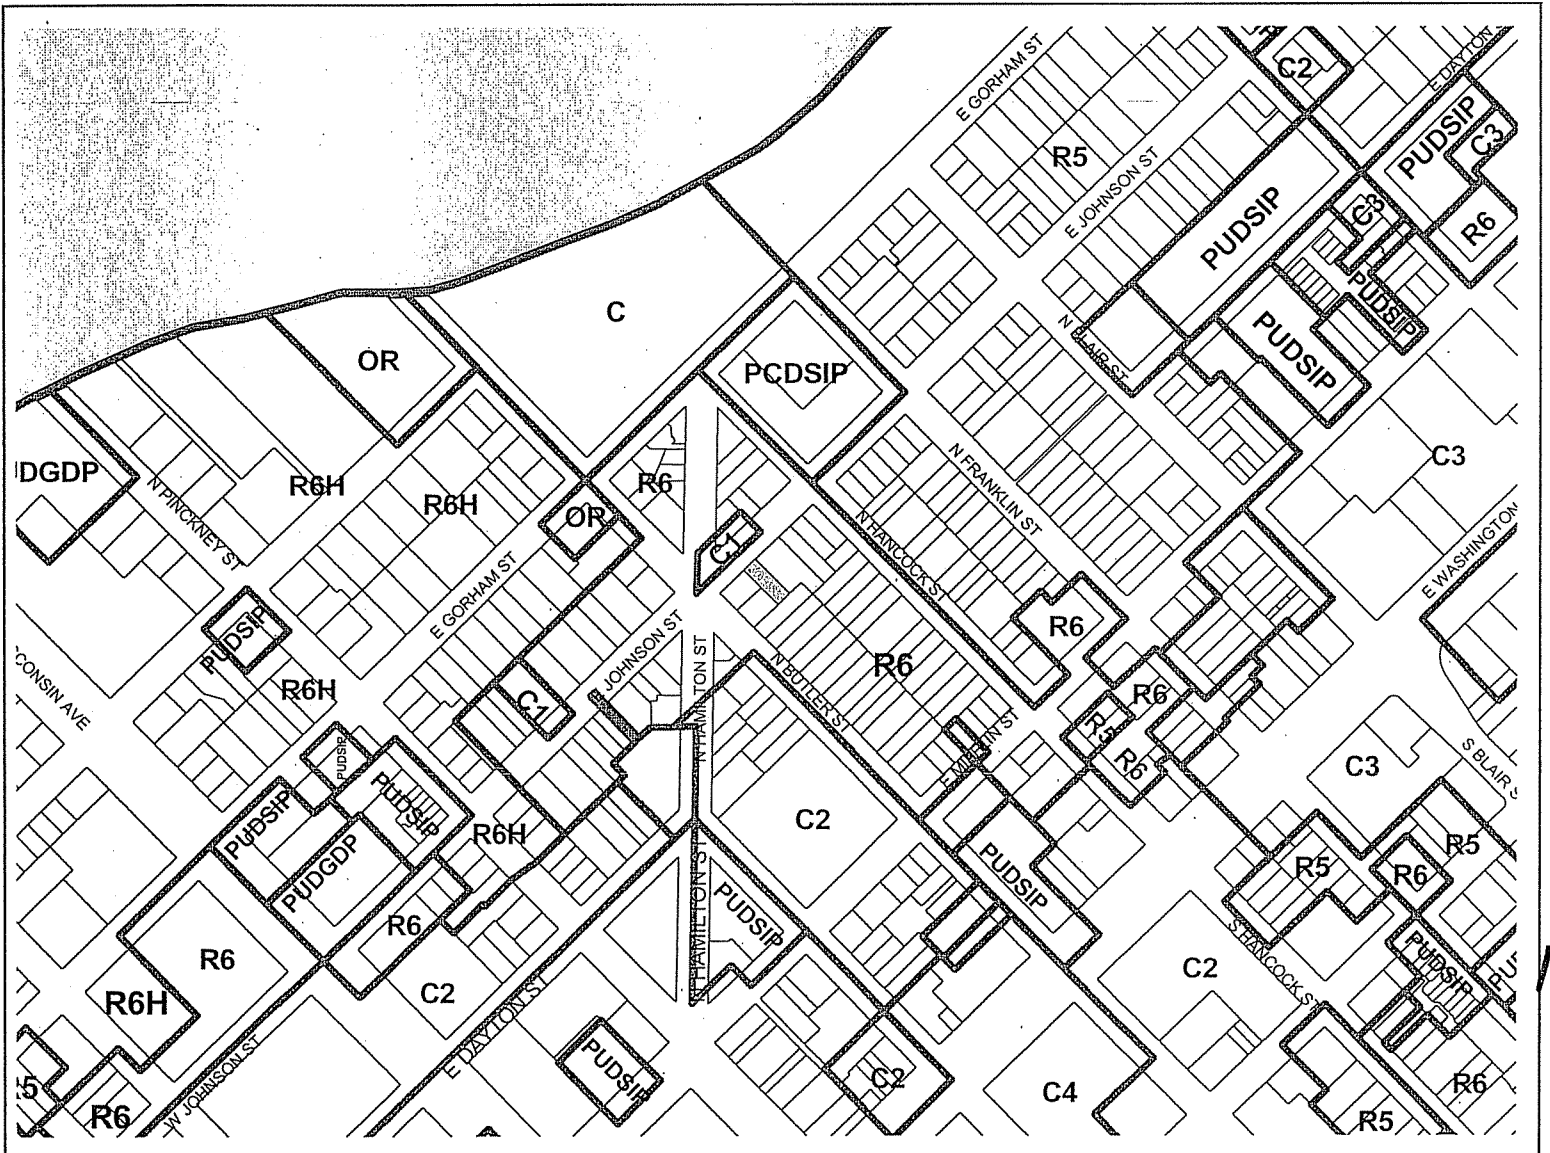 C2
E DAYTON
E GORHAM ST
R5
PUDSIP
C3
E JOHNSON ST
C3
PUDSIP
R6
C
PUDSIP
N BLAIR ST
PUDSIP
OR
PCDSIP
C3
N PINCKNEY ST
R6H
R6H
R6
N FRANKLIN ST
OR
N HANCOCK ST
E WASHINGTON
C1
E GORHAM ST
PUDSIP
R6
R6
E JOHNSON ST
N HAMILTON ST
N BUTLER ST
R6H
R6
C1
R5
R6
E MIFFLIN ST
PUDSIP
C3
S BLAIR S
PUDSIP
PUDSIP
R6H
C2
R5
R5
PUDGDP
PUDSIP
R6
N HAMILTON ST
PUDSIP
R6
R6
S HANCOCK ST
PUDSIP
C2
R6H
C2
E DAYTON ST
W JOHNSON ST
PUDSIP
C2
C4
R6
R6
R5